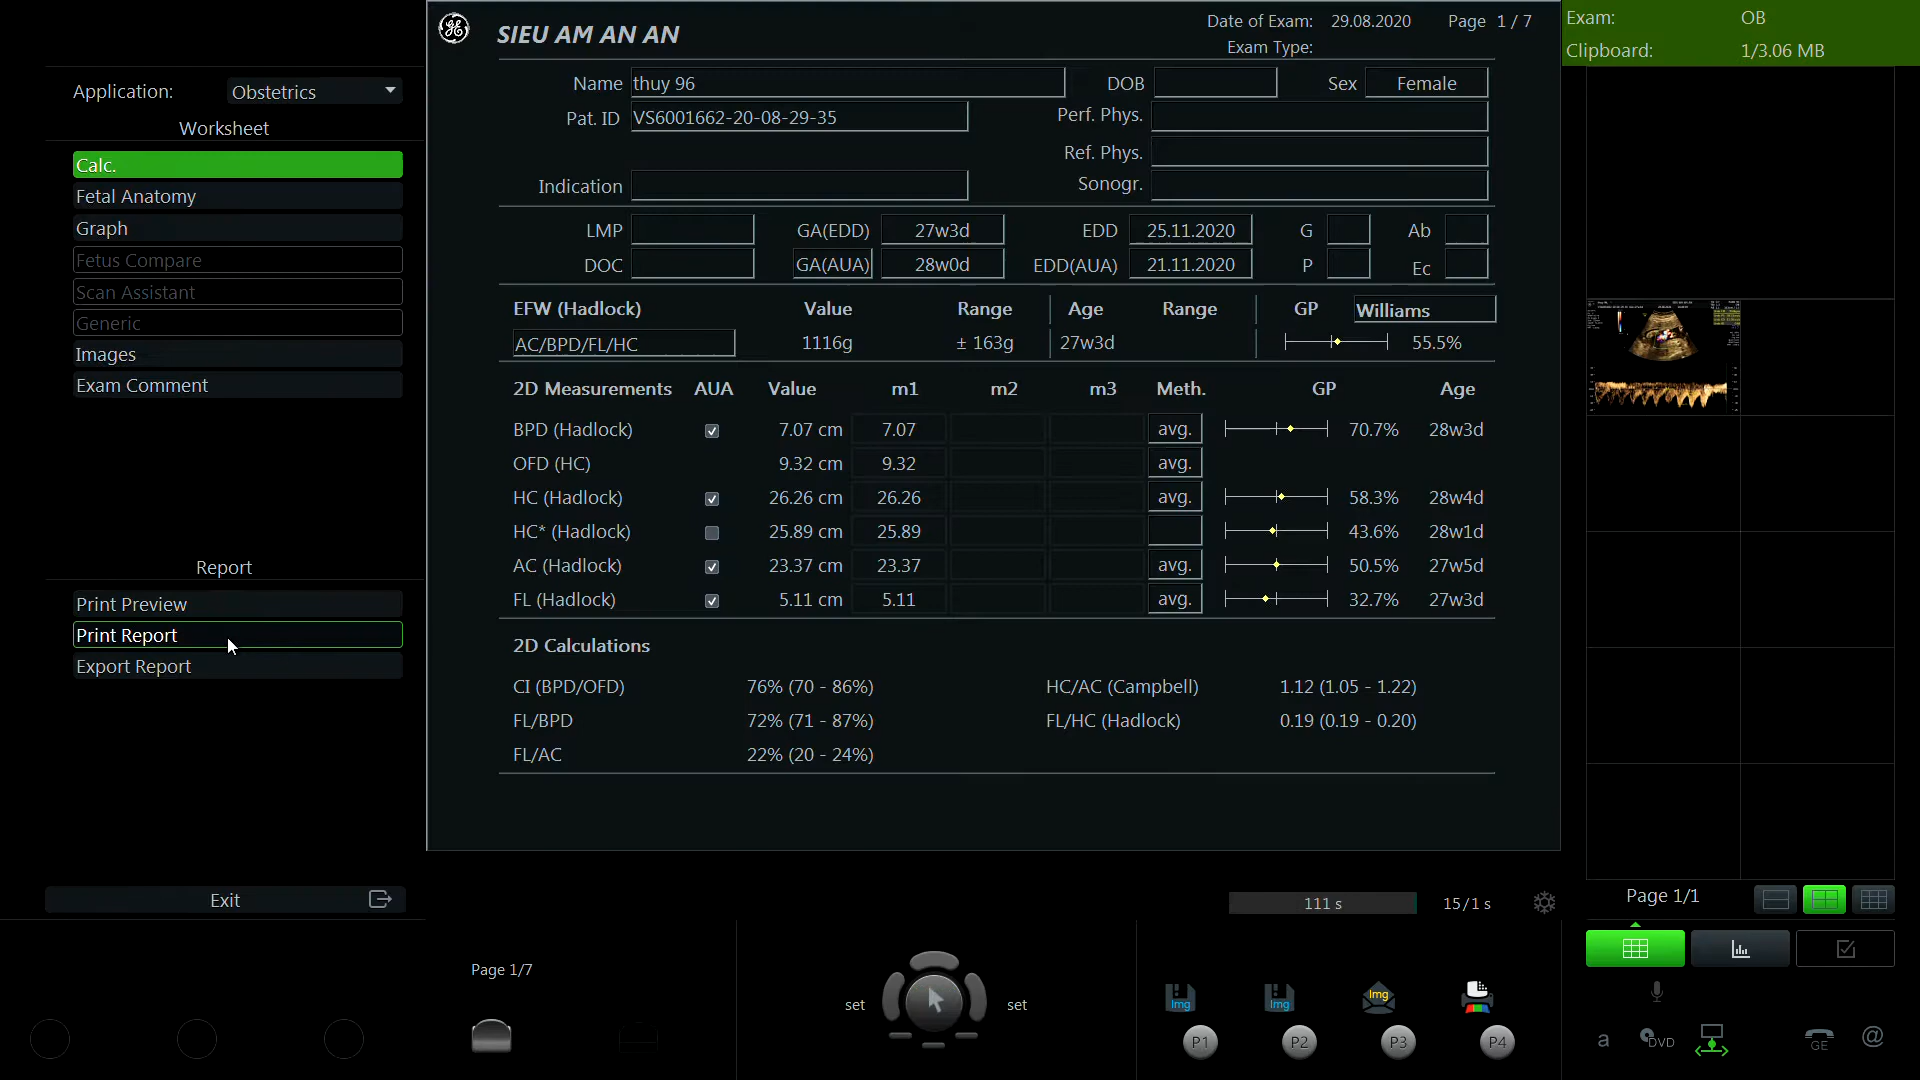 SIEU AM AN AN
Date of Exam: 29.08.2020 Page 1 / 7
Exam Type:
Exam: OB
Clipboard: 1/3.06 MB
Application: Obstetrics
Worksheet
Calc.
Fetal Anatomy
Graph
Fetus Compare
Scan Assistant
Generic
Images
Exam Comment
Report
Print Preview
Print Report
Export Report
Exit
Name thuy 96 DOB Sex Female
Pat. ID VS6001662-20-08-29-35 Perf. Phys.
Ref. Phys.
Indication Sonogr.
LMP GA(EDD) 27w3d EDD 25.11.2020 G Ab
DOC GA(AUA) 28w0d EDD(AUA) 21.11.2020 P Ec
EFW (Hadlock) Value Range Age Range GP Williams
AC/BPD/FL/HC 1116g ± 163g 27w3d 55.5%
2D Measurements AUA Value m1 m2 m3 Meth. GP Age
BPD (Hadlock) 7.07 cm 7.07 avg. 70.7% 28w3d
OFD (HC) 9.32 cm 9.32 avg.
HC (Hadlock) 26.26 cm 26.26 avg. 58.3% 28w4d
HC* (Hadlock) 25.89 cm 25.89 43.6% 28w1d
AC (Hadlock) 23.37 cm 23.37 avg. 50.5% 27w5d
FL (Hadlock) 5.11 cm 5.11 avg. 32.7% 27w3d
2D Calculations
CI (BPD/OFD) 76% (70 - 86%) HC/AC (Campbell) 1.12 (1.05 - 1.22)
FL/BPD 72% (71 - 87%) FL/HC (Hadlock) 0.19 (0.19 - 0.20)
FL/AC 22% (20 - 24%)
111 s 15/1 s
Page 1/1
Page 1/7
set set
Img Img Img
P1 P2 P3 P4
a DVD GE @